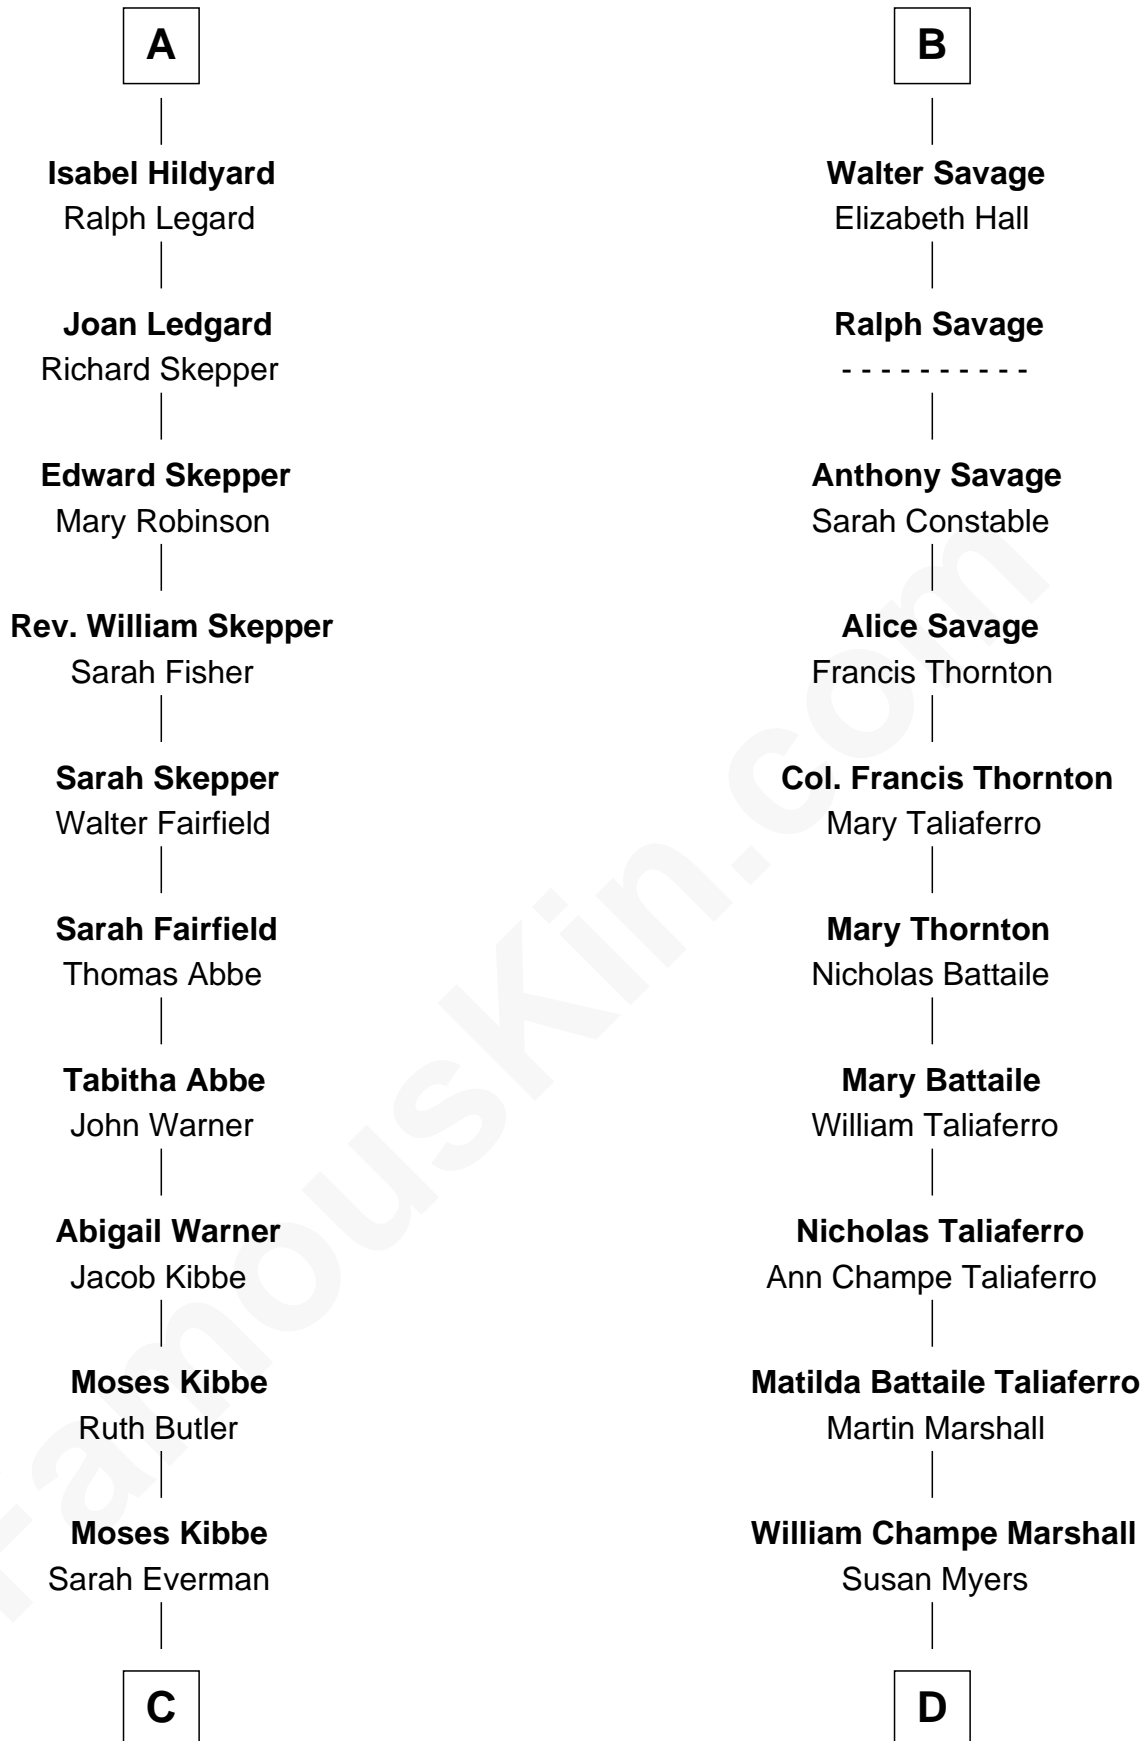 A
Isabel Hildyard
Ralph Legard
Joan Ledgard
Richard Skepper
Edward Skepper
Mary Robinson
Rev. William Skepper
Sarah Fisher
Sarah Skepper
Walter Fairfield
Sarah Fairfield
Thomas Abbe
Tabitha Abbe
John Warner
Abigail Warner
Jacob Kibbe
Moses Kibbe
Ruth Butler
Moses Kibbe
Sarah Everman
C
B
Walter Savage
Elizabeth Hall
Ralph Savage
- - - - - - - - - -
Anthony Savage
Sarah Constable
Alice Savage
Francis Thornton
Col. Francis Thornton
Mary Taliaferro
Mary Thornton
Nicholas Battaile
Mary Battaile
William Taliaferro
Nicholas Taliaferro
Ann Champe Taliaferro
Matilda Battaile Taliaferro
Martin Marshall
William Champe Marshall
Susan Myers
D
FamousKin.com